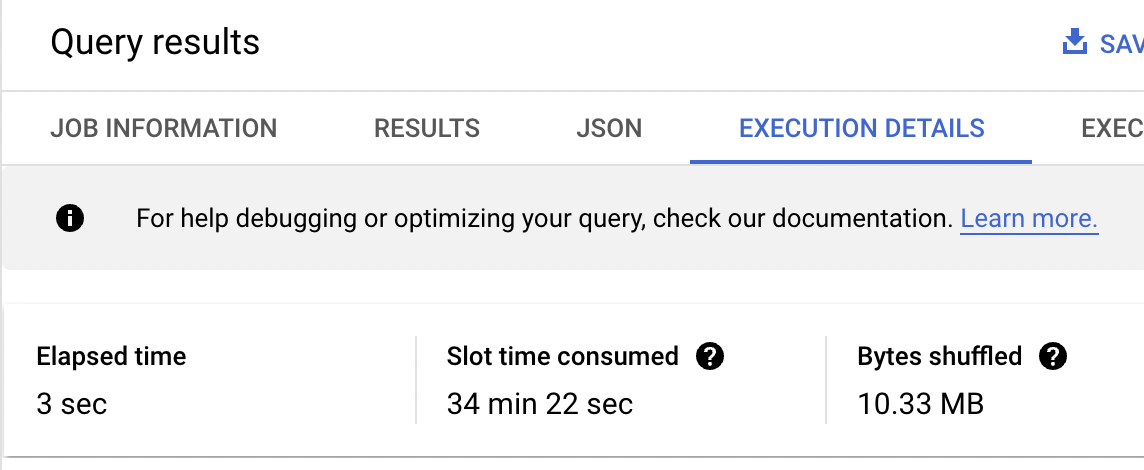 Query results
SAV
JOB INFORMATION RESULTS JSON EXECUTION DETAILS EXEC
For help debugging or optimizing your query, check our documentation. Learn more.
Elapsed time Slot time consumed Bytes shuffled
3 sec 34 min 22 sec 10.33 MB